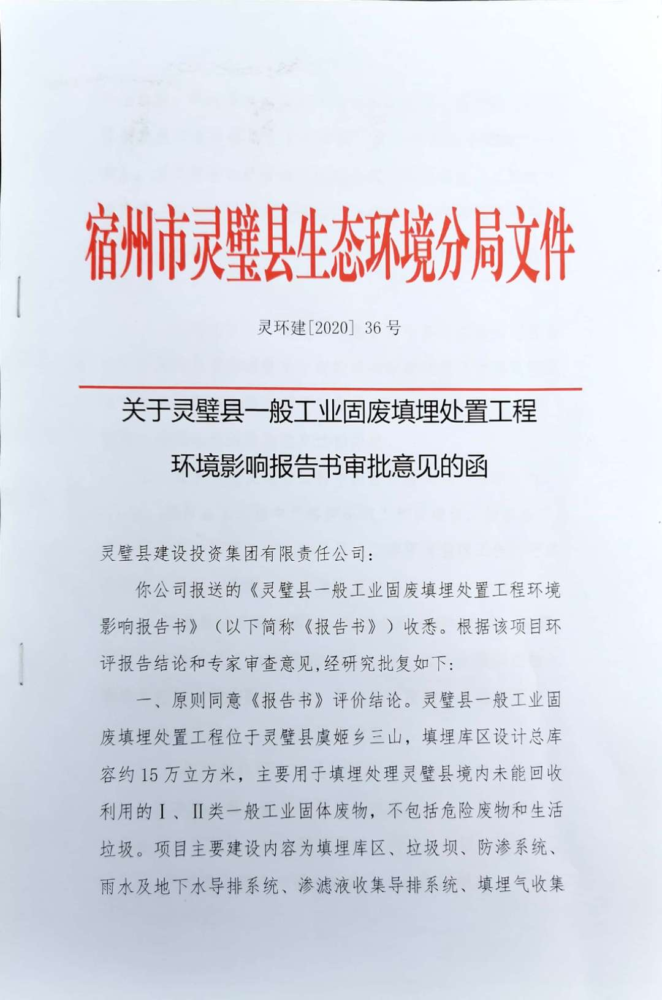 宿州市灵璧县生态环境分局文件
灵环建[2020] 36 号
关于灵璧县一般工业固废填埋处置工程
环境影响报告书审批意见的函
灵璧县建设投资集团有限责任公司：
你公司报送的《灵璧县一般工业固废填埋处置工程环境
影响报告书》（以下简称《报告书》）收悉。根据该项目环
评报告结论和专家审查意见,经研究批复如下：
一、原则同意《报告书》评价结论。灵璧县一般工业固
废填埋处置工程位于灵璧县虞姬乡三山，填埋库区设计总库
容约 15 万立方米，主要用于填埋处理灵璧县境内未能回收
利用的Ⅰ、Ⅱ类一般工业固体废物，不包括危险废物和生活
垃圾。项目主要建设内容为填埋库区、垃圾坝、防渗系统、
雨水及地下水导排系统、渗滤液收集导排系统、填埋气收集